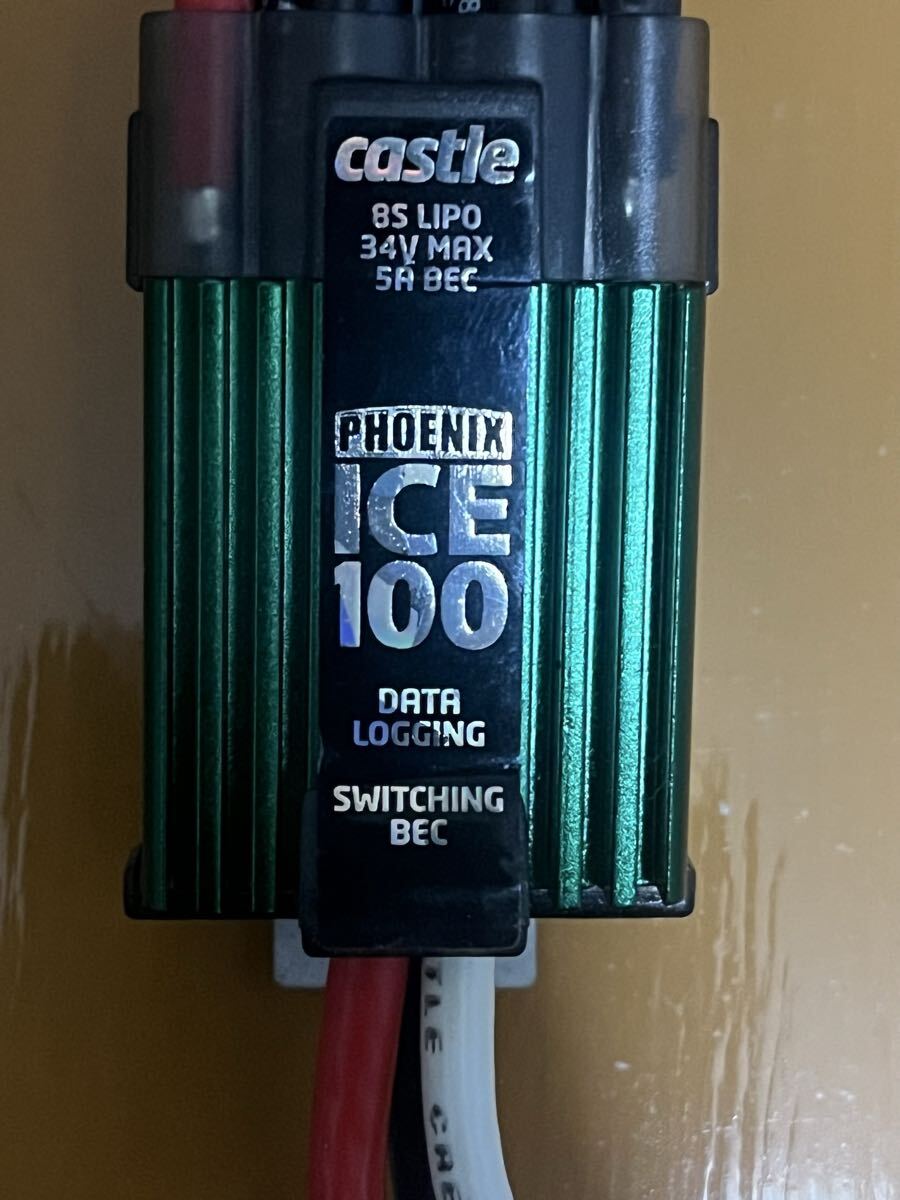 castle
8S LIPO
34V MAX
5A BEC
PHOENIX
ICE
100
DATA
LOGGING
SWITCHING
BEC